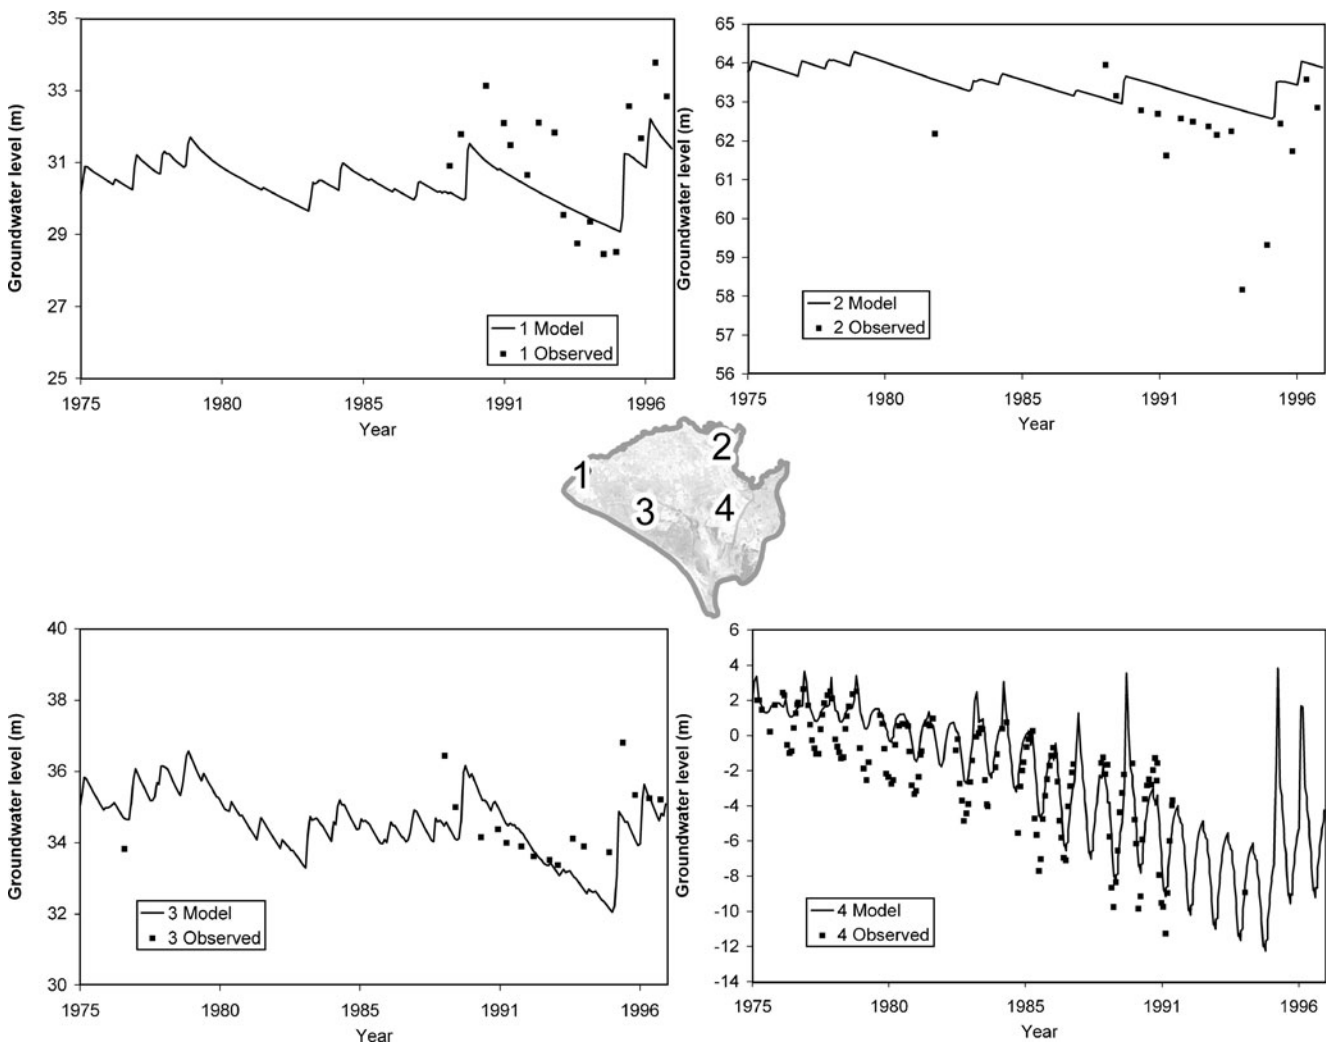 Groundwater level (m)
35
33
31
29
27
25
1975 1980 1985 1991 1996
Year
1 Model
1 Observed
Groundwater level (m)
65
64
63
62
61
60
59
58
57
56
1975 1980 1985 1991 1996
Year
2 Model
2 Observed
1
2
3
4
Groundwater level (m)
40
38
36
34
32
30
1975 1980 1985 1991 1996
Year
3 Model
3 Observed
Groundwater level (m)
6
4
2
0
-2
-4
-6
-8
-10
-12
-14
1975 1980 1985 1991 1996
Year
4 Model
4 Observed